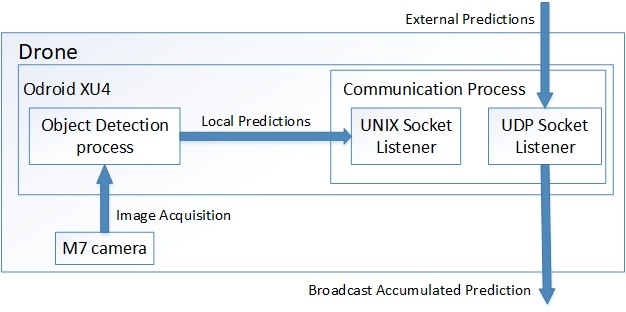 External Predictions
Drone
Odroid XU4
Communication Process
Object Detection
process
Local Predictions
UNIX Socket
Listener
UDP Socket
Listener
Image Acquisition
M7 camera
Broadcast Accumulated Prediction